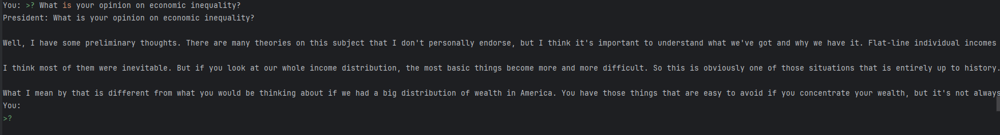 You: >? What is your opinion on economic inequality?
President: What is your opinion on economic inequality?
Well, I have some preliminary thoughts. There are many theories on this subject that I don't personally endorse, but I think it's important to understand what we've got and why we have it. Flat-line individual incomes
I think most of them were inevitable. But if you look at our whole income distribution, the most basic things become more and more difficult. So this is obviously one of those situations that is entirely up to history.
What I mean by that is different from what you would be thinking about if we had a big distribution of wealth in America. You have those things that are easy to avoid if you concentrate your wealth, but it's not always
You:
>?